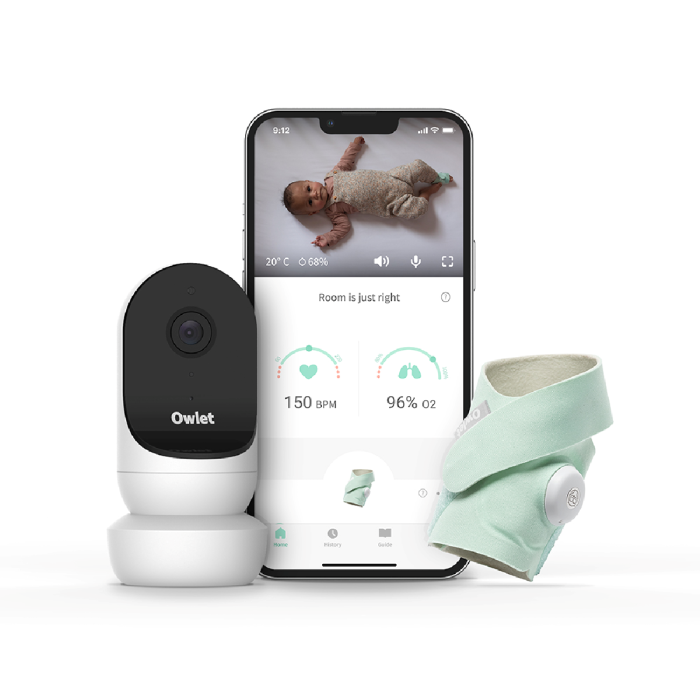 9:12
20° C 68%
Room is just right
150 BPM
96% O2
Home
History
Guide
Owlet